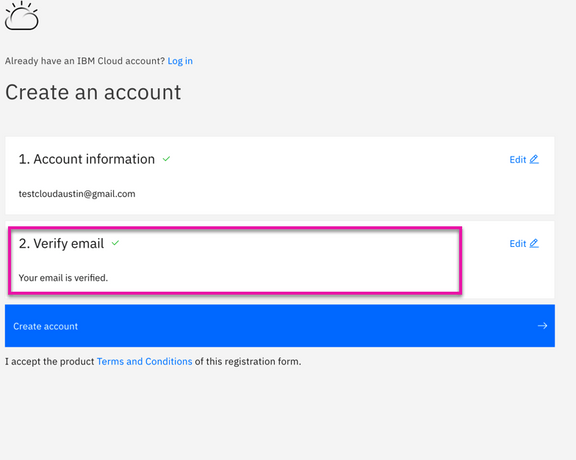 Already have an IBM Cloud account? Log in
Create an account
1. Account information
Edit
testcloudaustin@gmail.com
2. Verify email
Edit
Your email is verified.
Create account
I accept the product Terms and Conditions of this registration form.